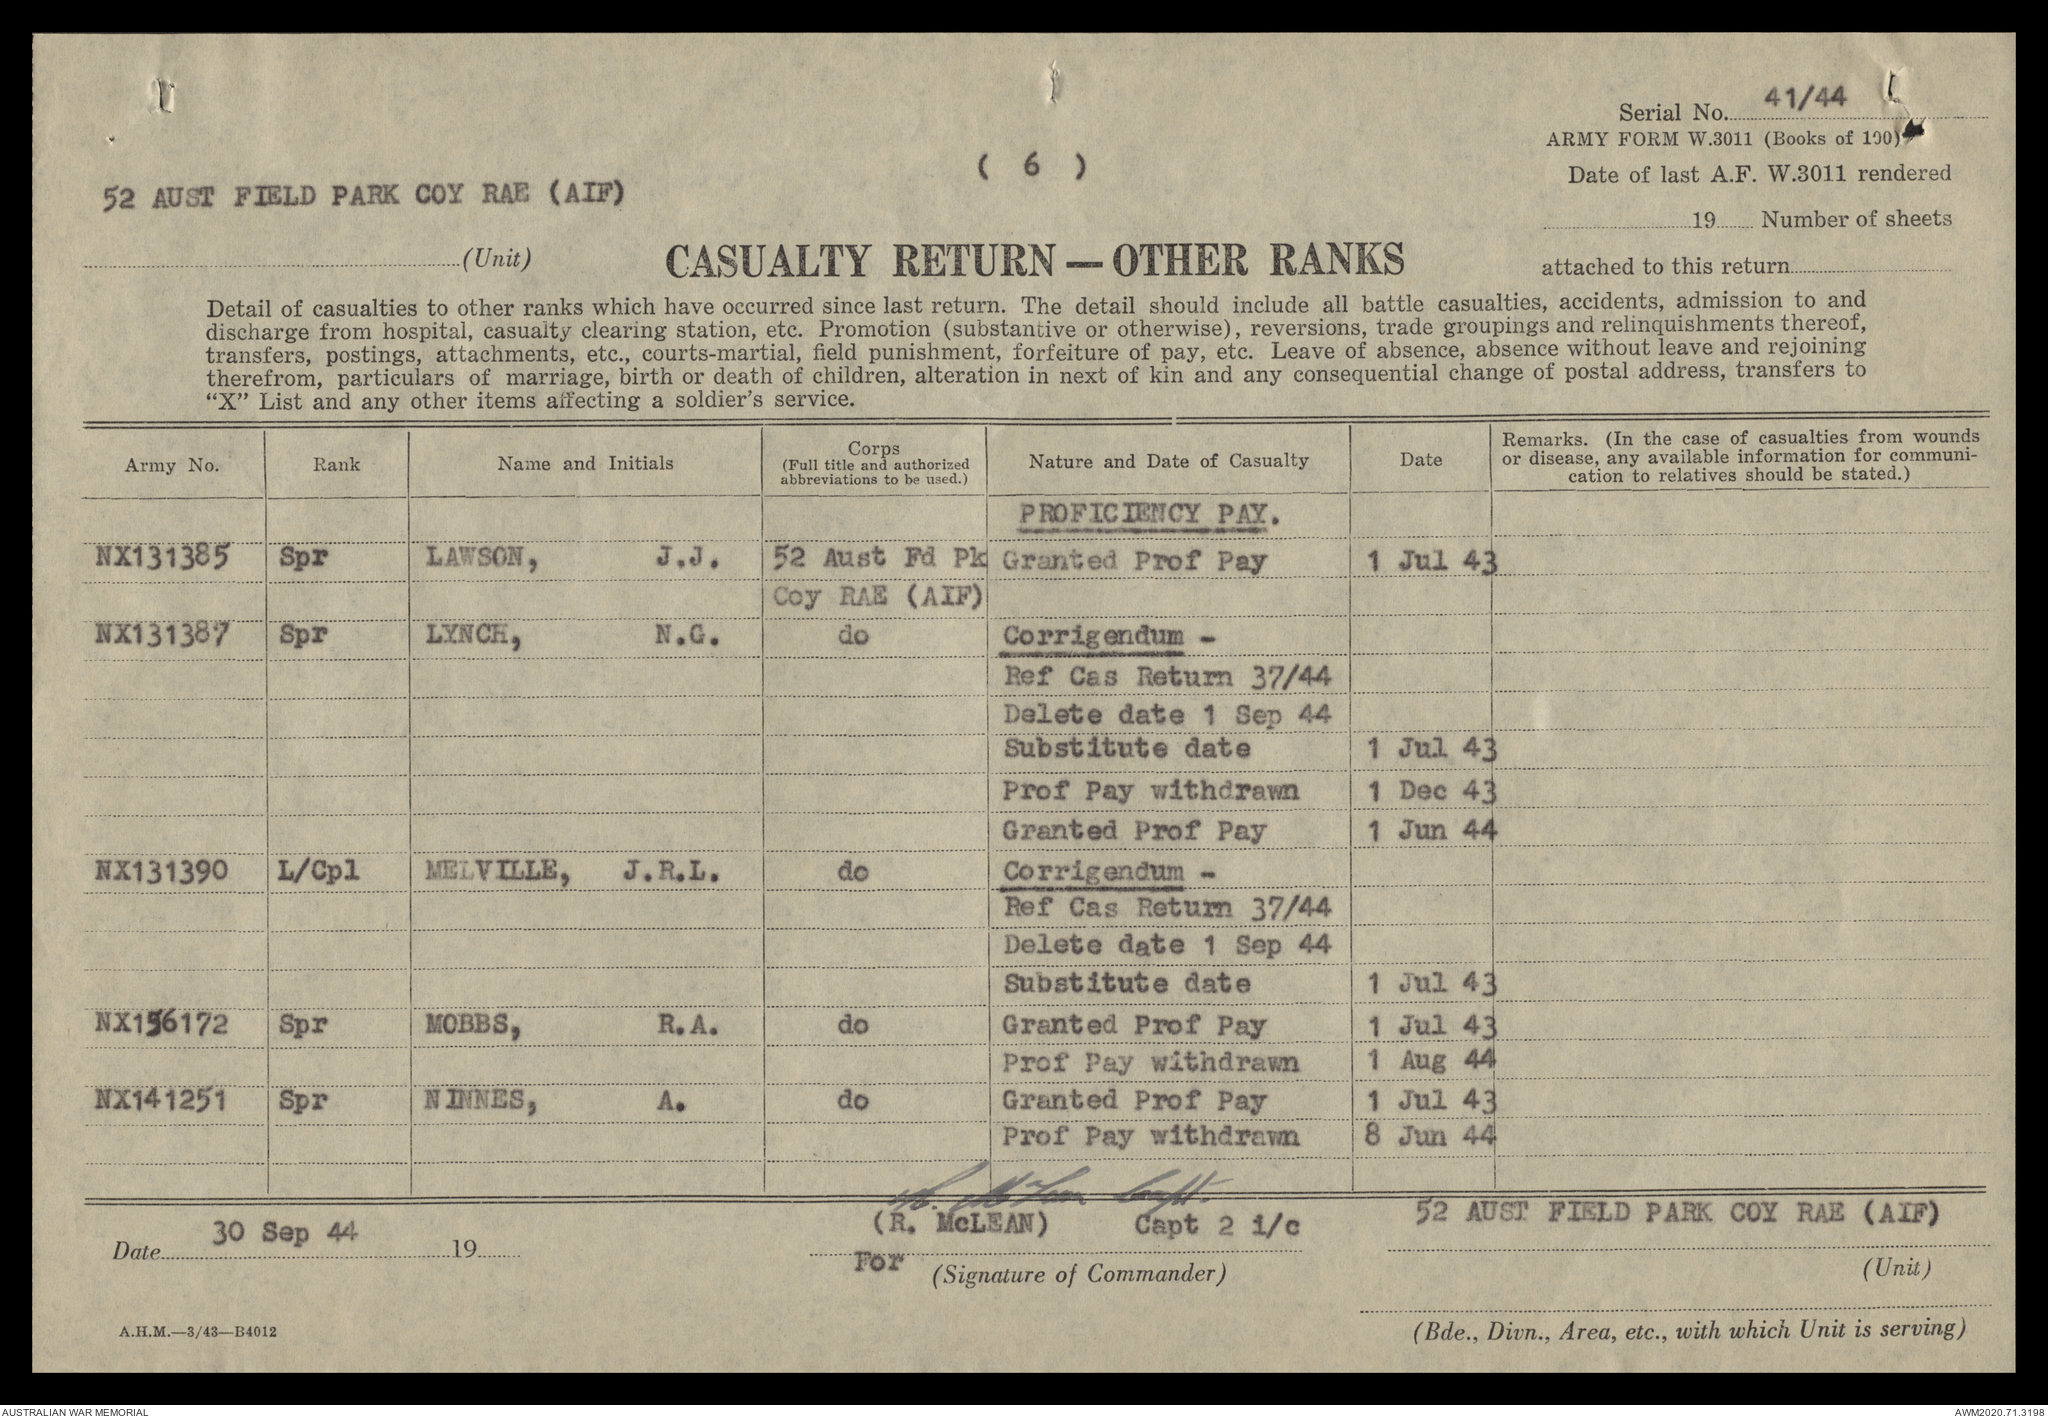 Serial No. 41/44
ARMY FORM W.3011 (Books of 100)
( 6 )
Date of last A.F. W.3011 rendered
52 AUST FIELD PARK COY RAE (AIF)
19 Number of sheets
(Unit)
CASUALTY RETURN — OTHER RANKS
attached to this return
Detail of casualties to other ranks which have occurred since last return. The detail should include all battle casualties, accidents, admission to and
discharge from hospital, casualty clearing station, etc. Promotion (substantive or otherwise), reversions, trade groupings and relinquishments thereof,
transfers, postings, attachments, etc., courts-martial, field punishment, forfeiture of pay, etc. Leave of absence, absence without leave and rejoining
therefrom, particulars of marriage, birth or death of children, alteration in next of kin and any consequential change of postal address, transfers to
"X" List and any other items affecting a soldier's service.
Army No. Rank Name and Initials Corps (Full title and authorized abbreviations to be used.) Nature and Date of Casualty Date Remarks. (In the case of casualties from wounds or disease, any available information for communi- cation to relatives should be stated.)
PROFICIENCY PAY.
NX131385 Spr LAWSON, J.J. 52 Aust Fd Pk Granted Prof Pay 1 Jul 43
Coy RAE (AIF)
NX131387 Spr LYNCH, N.G. do Corrigendum -
Ref Cas Return 37/44
Delete date 1 Sep 44
Substitute date 1 Jul 43
Prof Pay withdrawn 1 Dec 43
Granted Prof Pay 1 Jun 44
NX131390 L/Cpl MELVILLE, J.R.L. do Corrigendum -
Ref Cas Return 37/44
Delete date 1 Sep 44
Substitute date 1 Jul 43
NX156172 Spr MOBBS, R.A. do Granted Prof Pay 1 Jul 43
Prof Pay withdrawn 1 Aug 44
NX141251 Spr NINNES, A. do Granted Prof Pay 1 Jul 43
Prof Pay withdrawn 8 Jun 44
R. McLean Capt.
(R. McLEAN) Capt 2 i/c
52 AUST FIELD PARK COY RAE (AIF)
Date 30 Sep 44 19
For (Signature of Commander)
(Unit)
A.H.M.—3/43—B4012
(Bde., Divn., Area, etc., with which Unit is serving)
AUSTRALIAN WAR MEMORIAL
AWM2020.71.3198